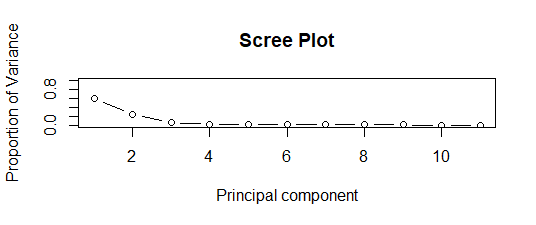 Scree Plot
Proportion of Variance
0.8
0.0
2 4 6 8 10
Principal component